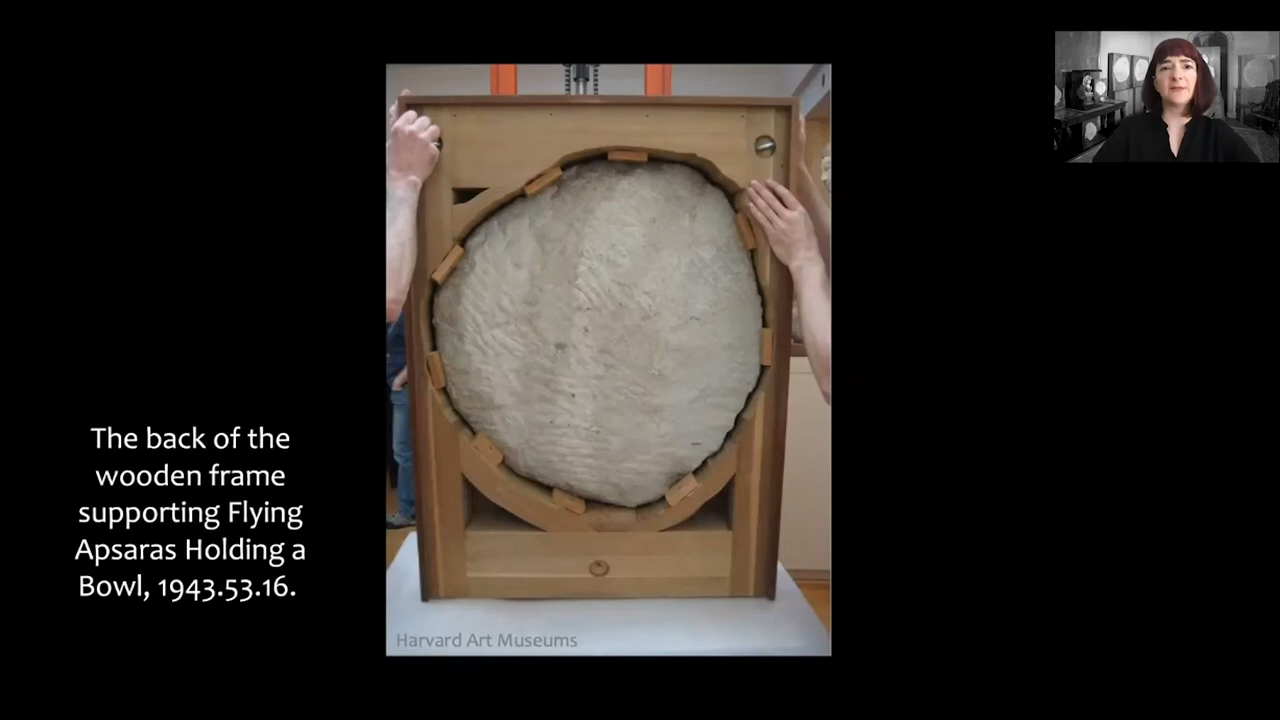 The back of the
wooden frame
supporting Flying
Apsaras Holding a
Bowl, 1943.53.16.
Harvard Art Museums